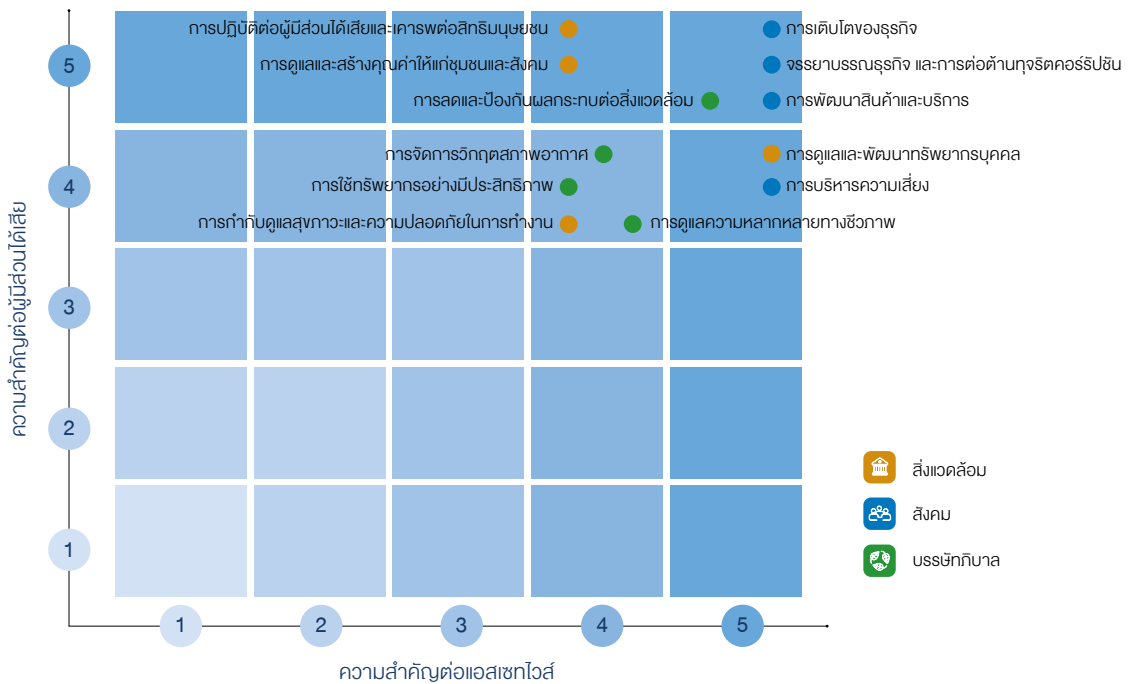 การปฏิบัติต่อผู้มีส่วนได้เสียและเคารพต่อสิทธิมนุษยชน
การเติบโตของธุรกิจ
5
การดูแลและสร้างคุณค่าให้แก่ชุมชนและสังคม
จรรยาบรรณธุรกิจ และการต่อต้านทุจริตคอร์รัปชัน
การลดและป้องกันผลกระทบต่อสิ่งแวดล้อม
การพัฒนาสินค้าและบริการ
การจัดการวิกฤตสภาพอากาศ
การดูแลและพัฒนาทรัพยากรบุคคล
4
การใช้ทรัพยากรอย่างมีประสิทธิภาพ
การบริหารความเสี่ยง
การกำกับดูแลสุขภาวะและความปลอดภัยในการทำงาน
การดูแลความหลากหลายทางชีวภาพ
ความสำคัญต่อผู้มีส่วนได้เสีย
3
2
1
สิ่งแวดล้อม
สังคม
บรรษัทภิบาล
1 2 3 4 5
ความสำคัญต่อแอสเซทไวส์